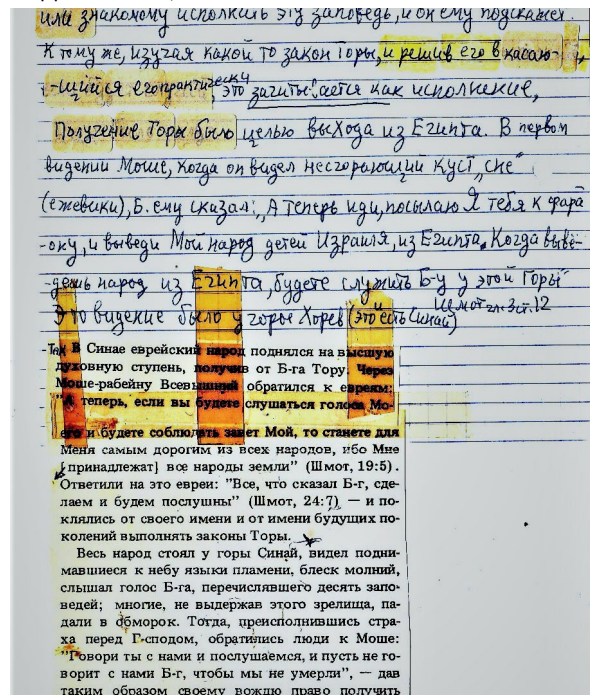 или знакомому исполнить эту заповедь, и он ему подскажет.
К тому же, изучая какой то закон Торы, и решив его в касаю-
-щийся его практически, это засчитывается как исполнение,
Получение Торы было целью выхода из Египта. В первом
видении Моше, когда он видел несгорающий куст „сне"
(ежевики), Б. ему сказал: „А теперь иди, посылаю Я тебя к фара
-ону, и выведи Мой народ детей Израиля, из Египта. Когда выве-
-дешь народ из Египта, будете служить Б-у у этой Горы"
Шмот гл. 3 ст. 12
Это видение было у горы Хорев (это есть Синай)
Так В Синае еврейский народ поднялся на высшую
духовную ступень, получив от Б-га Тору. Через
Моше-рабейну Всевышний обратился к евреям:
"А теперь, если вы будете слушаться голоса Мо-
его и будете соблюдать завет Мой, то станете для
Меня самым дорогим из всех народов, ибо Мне
[принадлежат] все народы земли" (Шмот, 19:5).
Ответили на это евреи: "Все, что сказал Б-г, сде-
лаем и будем послушны" (Шмот, 24:7) — и по-
клялись от своего имени и от имени будущих по-
колений выполнять законы Торы.
Весь народ стоял у горы Синай, видел подни-
мавшиеся к небу языки пламени, блеск молний,
слышал голос Б-га, перечислявшего десять запо-
ведей; многие, не выдержав этого зрелища, па-
дали в обморок. Тогда, преисполнившись стра-
ха перед Г-сподом, обратились люди к Моше:
"Говори ты с нами и послушаемся, и пусть не го-
ворит с нами Б-г, чтобы мы не умерли", — дав
таким образом своему вождю право получить